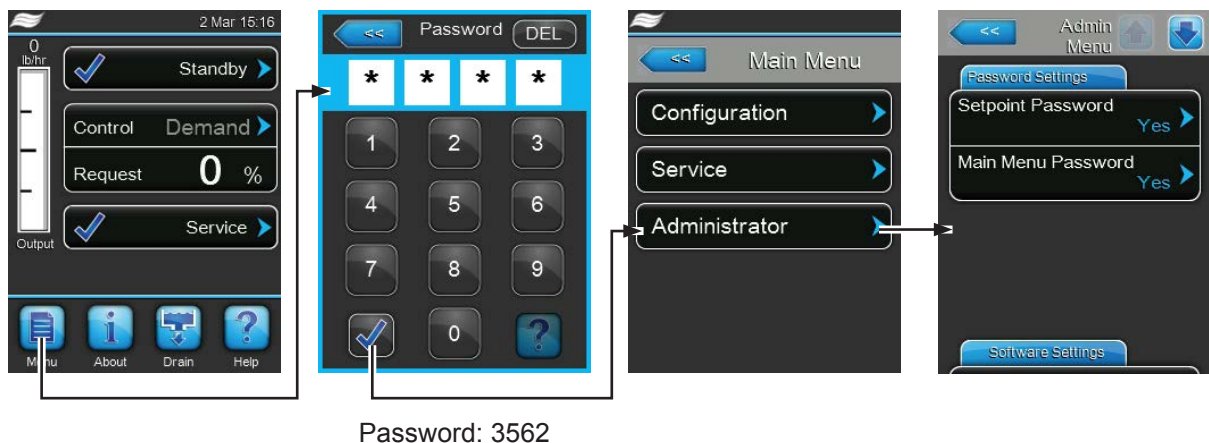 2 Mar 15:16
0
lb/hr
Standby
Control Demand
Request 0 %
Service
Output
Menu About Drain Help
<< Password DEL
* * * *
1 2 3
4 5 6
7 8 9
0 ?
Password: 3562
<< Main Menu
Configuration
Service
Administrator
<< Admin
Menu
Password Settings
Setpoint Password
Yes
Main Menu Password
Yes
Software Settings